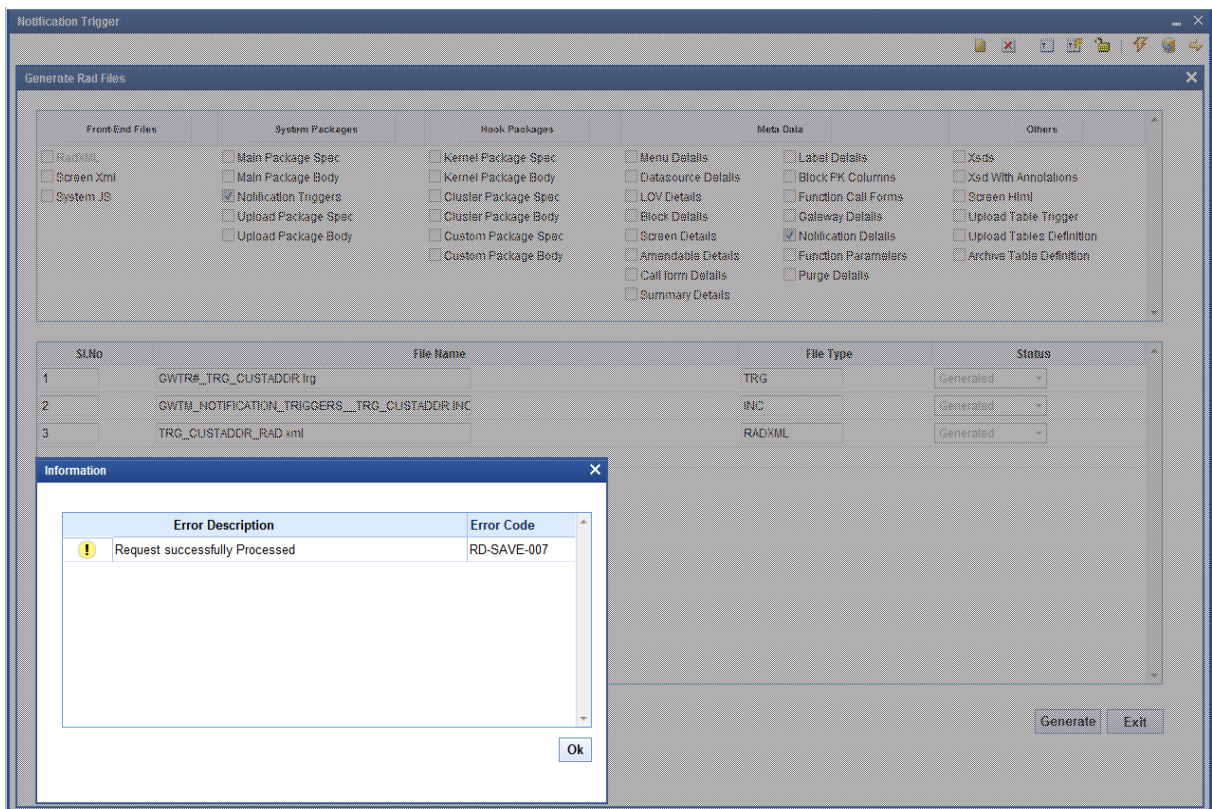 Notification Trigger
Generate Rad Files
Front-End Files System Packages Hook Packages Meta Data Others
RadXML Main Package Spec Kernel Package Spec Menu Details Label Details Xsds
Screen Xml Main Package Body Kernel Package Body Datasource Details Block PK Columns Xsd With Annotations
System JS Notification Triggers Cluster Package Spec LOV Details Function Call Forms Screen Html
Upload Package Spec Cluster Package Body Block Details Gateway Details Upload Table Trigger
Upload Package Body Custom Package Spec Screen Details Notification Details Upload Tables Definition
Custom Package Body Amendable Details Function Parameters Archive Table Definition
Call form Details Purge Details
Summary Details
Sl.No File Name File Type Status
1 GWTR#_TRG_CUSTADDR.trg TRG Generated
2 GWTM_NOTIFICATION_TRIGGERS__TRG_CUSTADDR.INC INC Generated
3 TRG_CUSTADDR_RAD.xml RADXML Generated
Information
Error Description Error Code
Request successfully Processed RD-SAVE-007
Ok
Generate Exit